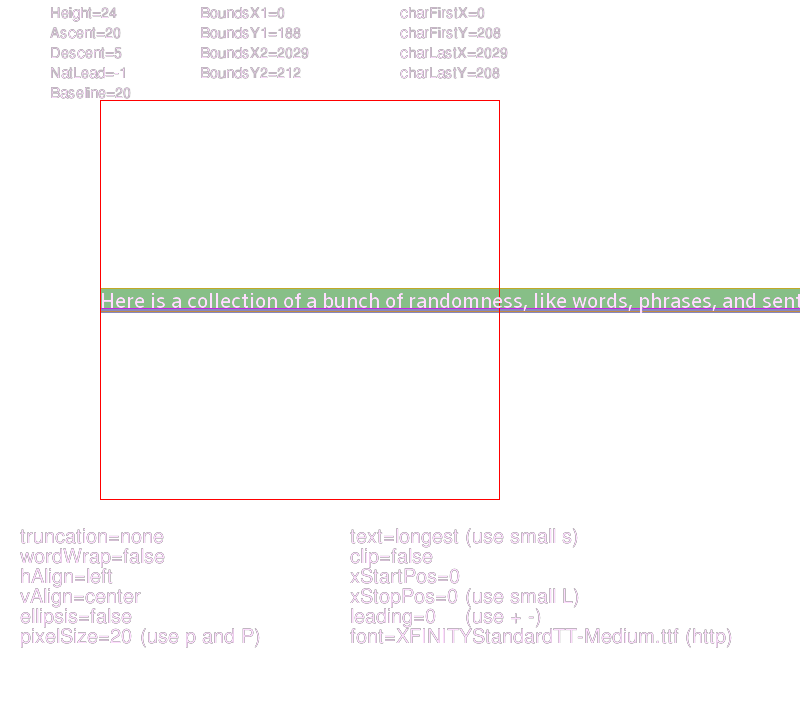 Height=24 BoundsX1=0 charFirstX=0
Ascent=20 BoundsY1=188 charFirstY=208
Descent=5 BoundsX2=2029 charLastX=2029
NatLead=-1 BoundsY2=212 charLastY=208
Baseline=20
Here is a collection of a bunch of randomness, like words, phrases, and sent
truncation=none text=longest (use small s)
wordWrap=false clip=false
hAlign=left xStartPos=0
vAlign=center xStopPos=0 (use small L)
ellipsis=false leading=0 (use + -)
pixelSize=20 (use p and P) font=XFINITYStandardTT-Medium.ttf (http)